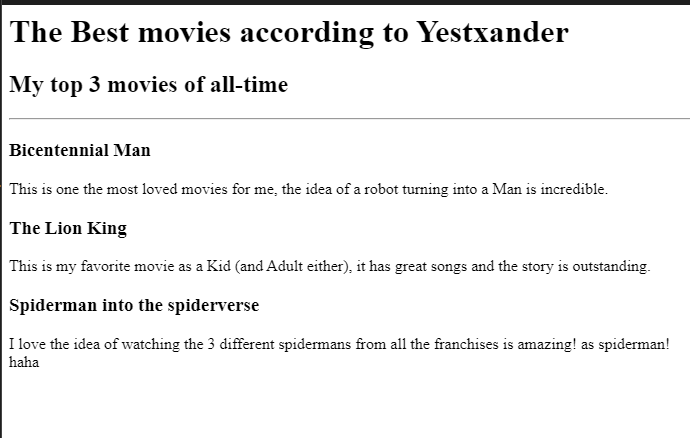 The Best movies according to Yestxander
My top 3 movies of all-time
Bicentennial Man
This is one the most loved movies for me, the idea of a robot turning into a Man is incredible.
The Lion King
This is my favorite movie as a Kid (and Adult either), it has great songs and the story is outstanding.
Spiderman into the spiderverse
I love the idea of watching the 3 different spidermans from all the franchises is amazing! as spiderman!
haha